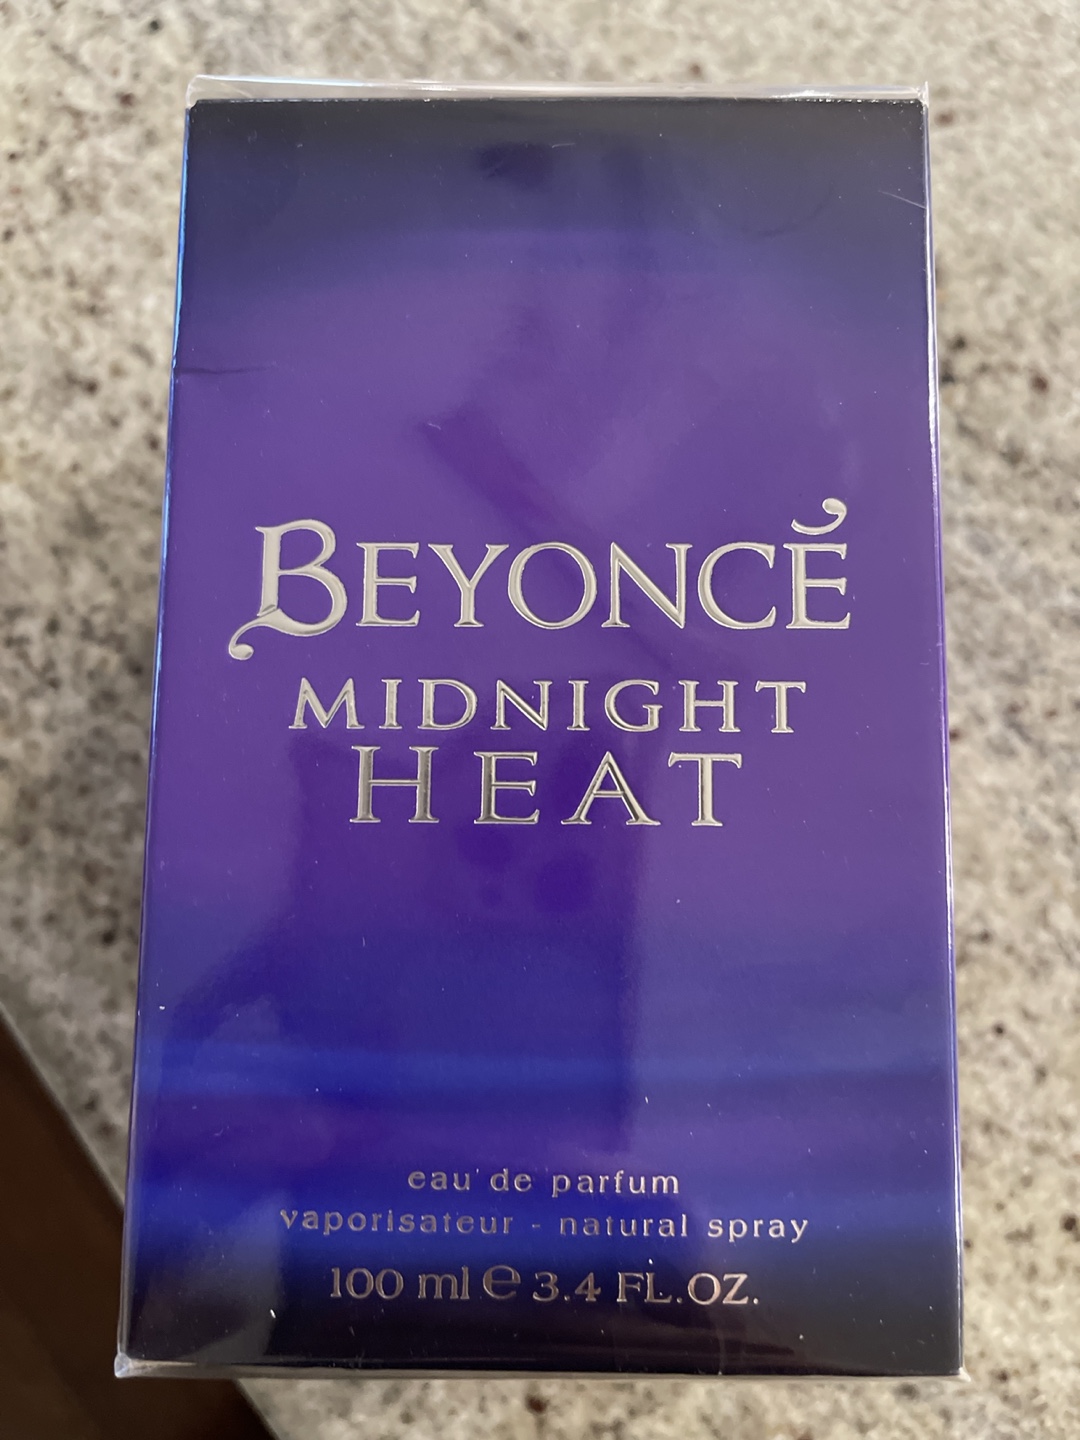 BEYONCÉ
MIDNIGHT
HEAT
eau de parfum
vaporisateur - natural spray
100 ml ℮ 3.4 FL.OZ.